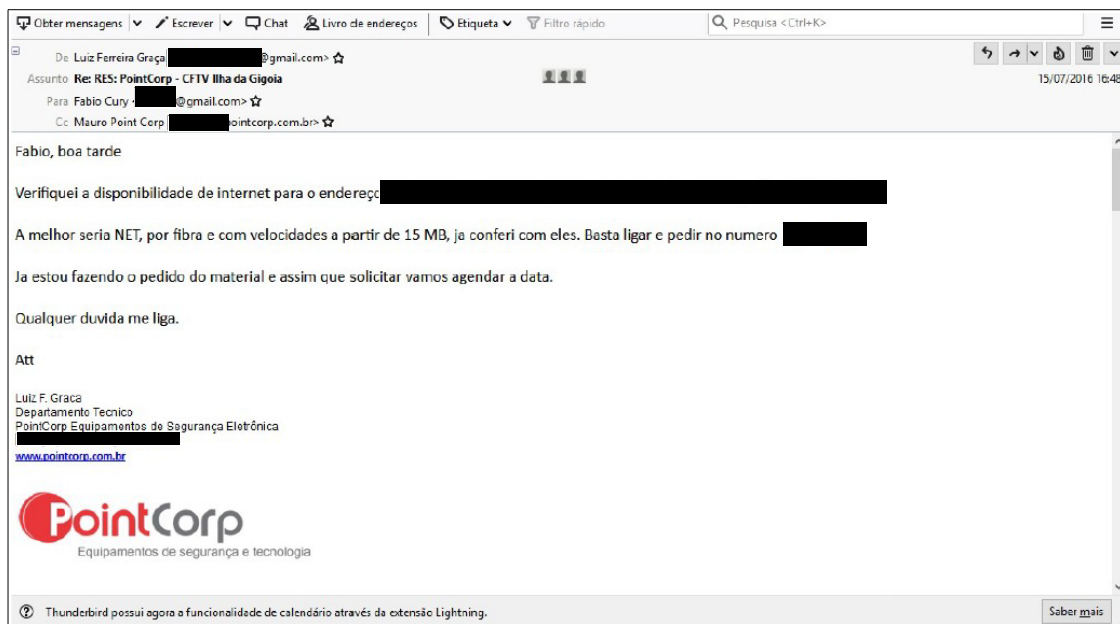 Obter mensagens Escrever Chat Livro de endereços Etiqueta Filtro rápido Pesquisa <Ctrl+K>
De Luiz Ferreira Graça @gmail.com>
Assunto Re: RES: PointCorp - CFTV Ilha da Gigoia 15/07/2016 16:48
Para Fabio Cury < @gmail.com>
Cc Mauro Point Corp pointcorp.com.br>
Fabio, boa tarde
Verifiquei a disponibilidade de internet para o endereço
A melhor seria NET, por fibra e com velocidades a partir de 15 MB, ja conferi com eles. Basta ligar e pedir no numero
Ja estou fazendo o pedido do material e assim que solicitar vamos agendar a data.
Qualquer duvida me liga.
Att
Luiz F. Graca
Departamento Tecnico
PointCorp Equipamentos de Segurança Eletrônica
www.pointcorp.com.br
PointCorp
Equipamentos de segurança e tecnologia
Thunderbird possui agora a funcionalidade de calendário através da extensão Lightning. Saber mais